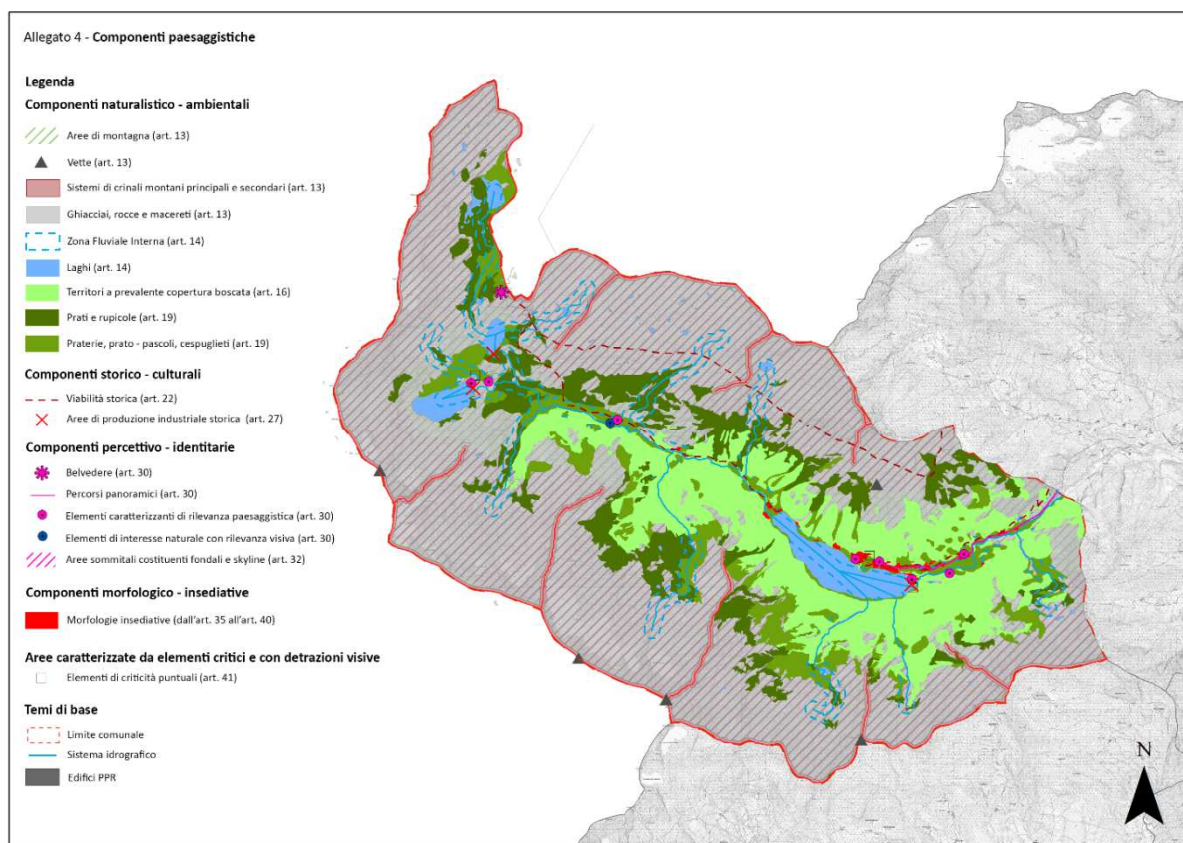 Allegato 4 - Componenti paesaggistiche
Legenda
Componenti naturalistico - ambientali
Aree di montagna (art. 13)
Vette (art. 13)
Sistemi di crinali montani principali e secondari (art. 13)
Ghiacciai, rocce e macereti (art. 13)
Zona Fluviale Interna (art. 14)
Laghi (art. 14)
Territori a prevalente copertura boscata (art. 16)
Prati e rupicole (art. 19)
Praterie, prato - pascoli, cespuglieti (art. 19)
Componenti storico - culturali
Viabilità storica (art. 22)
Aree di produzione industriale storica (art. 27)
Componenti percettivo - identitarie
Belvedere (art. 30)
Percorsi panoramici (art. 30)
Elementi caratterizzanti di rilevanza paesaggistica (art. 30)
Elementi di interesse naturale con rilevanza visiva (art. 30)
Aree sommitali costituenti fondali e skyline (art. 32)
Componenti morfologico - insediative
Morfologie insediative (dall'art. 35 all'art. 40)
Aree caratterizzate da elementi critici e con detrazioni visive
Elementi di criticità puntuali (art. 41)
Temi di base
Limite comunale
Sistema idrografico
Edifici PPR
N